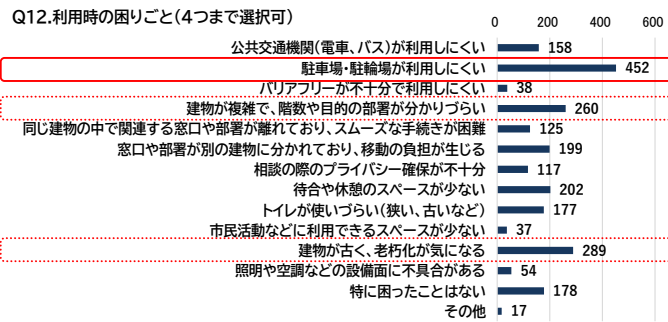 Q12.利用時の困りごと(4つまで選択可)
0 200 400 600
公共交通機関(電車、バス)が利用しにくい 158
駐車場・駐輪場が利用しにくい 452
バリアフリーが不十分で利用しにくい 38
建物が複雑で、階数や目的の部署が分かりづらい 260
同じ建物の中で関連する窓口や部署が離れており、スムーズな手続きが困難 125
窓口や部署が別の建物に分かれており、移動の負担が生じる 199
相談の際のプライバシー確保が不十分 117
待合や休憩のスペースが少ない 202
トイレが使いづらい(狭い、古いなど) 177
市民活動などに利用できるスペースが少ない 37
建物が古く、老朽化が気になる 289
照明や空調などの設備面に不具合がある 54
特に困ったことはない 178
その他 17